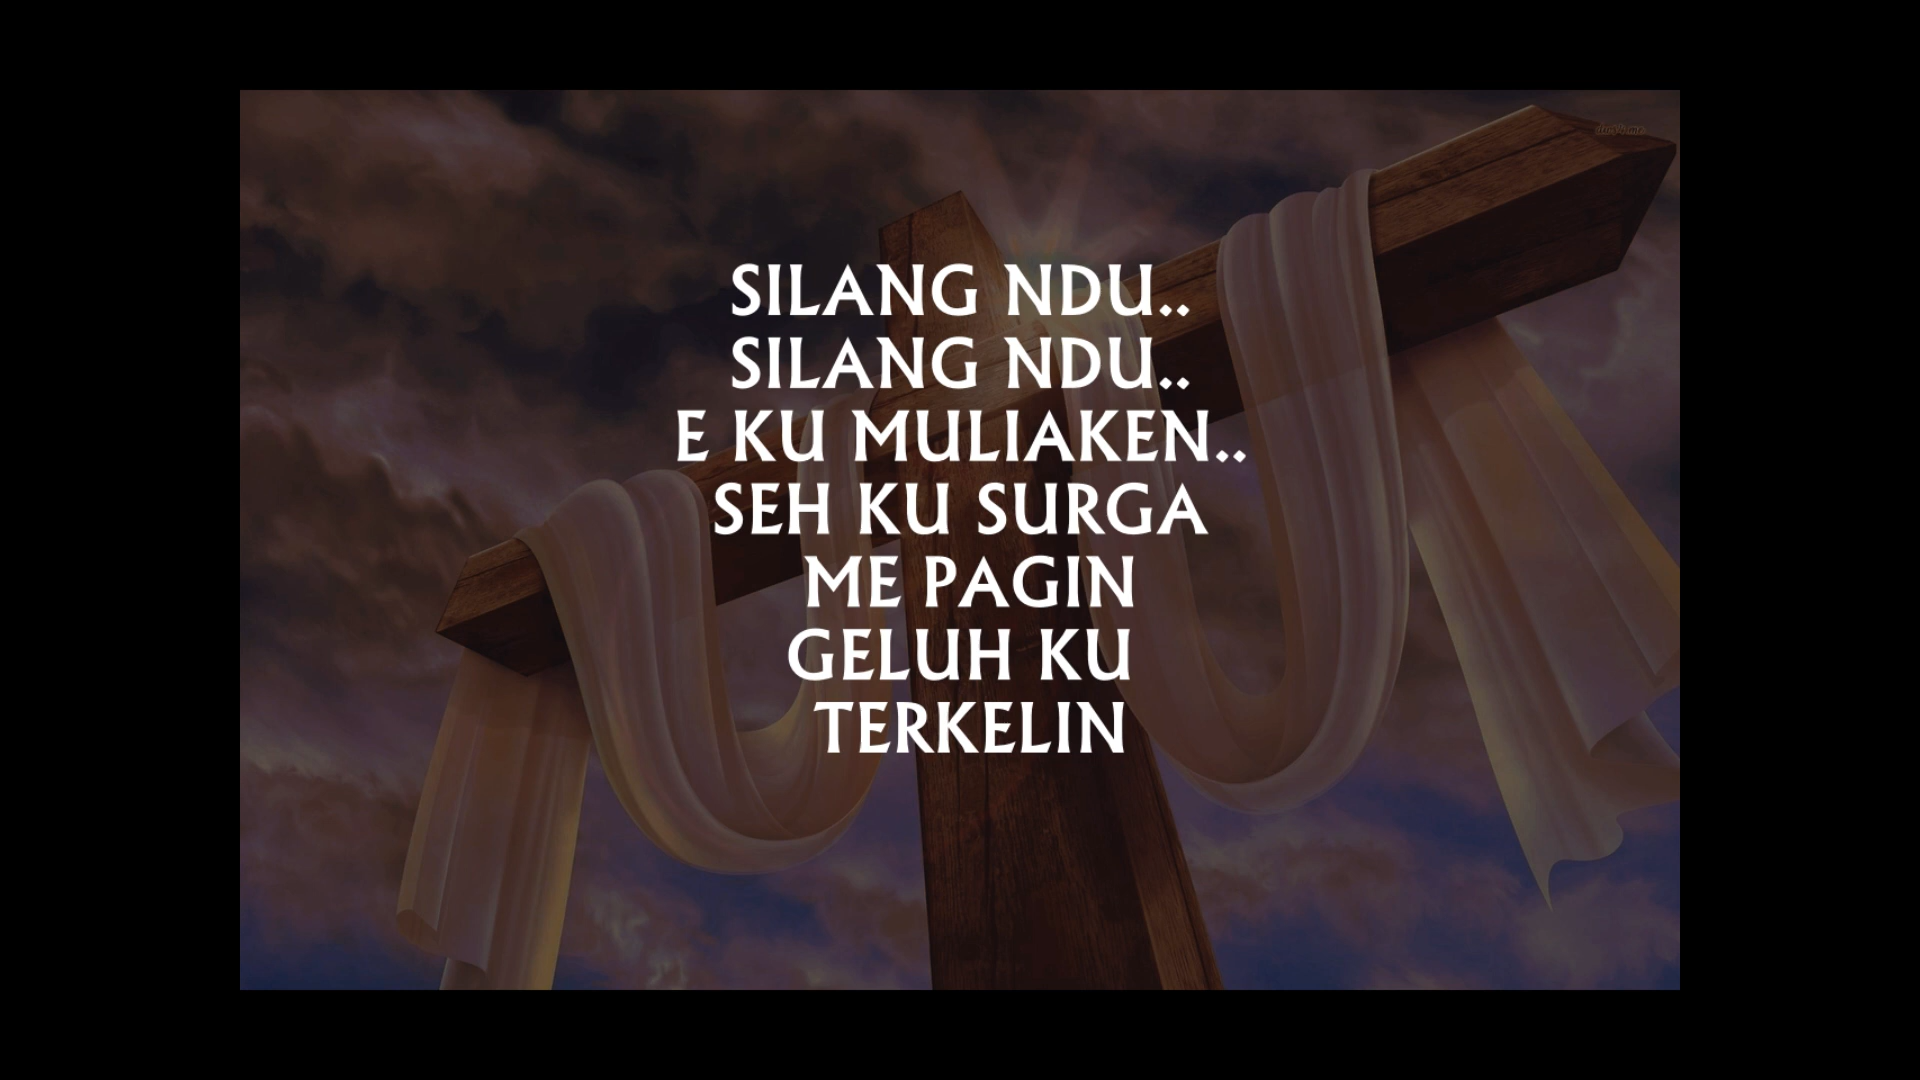 SILANG NDU..
SILANG NDU..
E KU MULIAKEN..
SEH KU SURGA
ME PAGIN
GELUH KU
TERKELIN